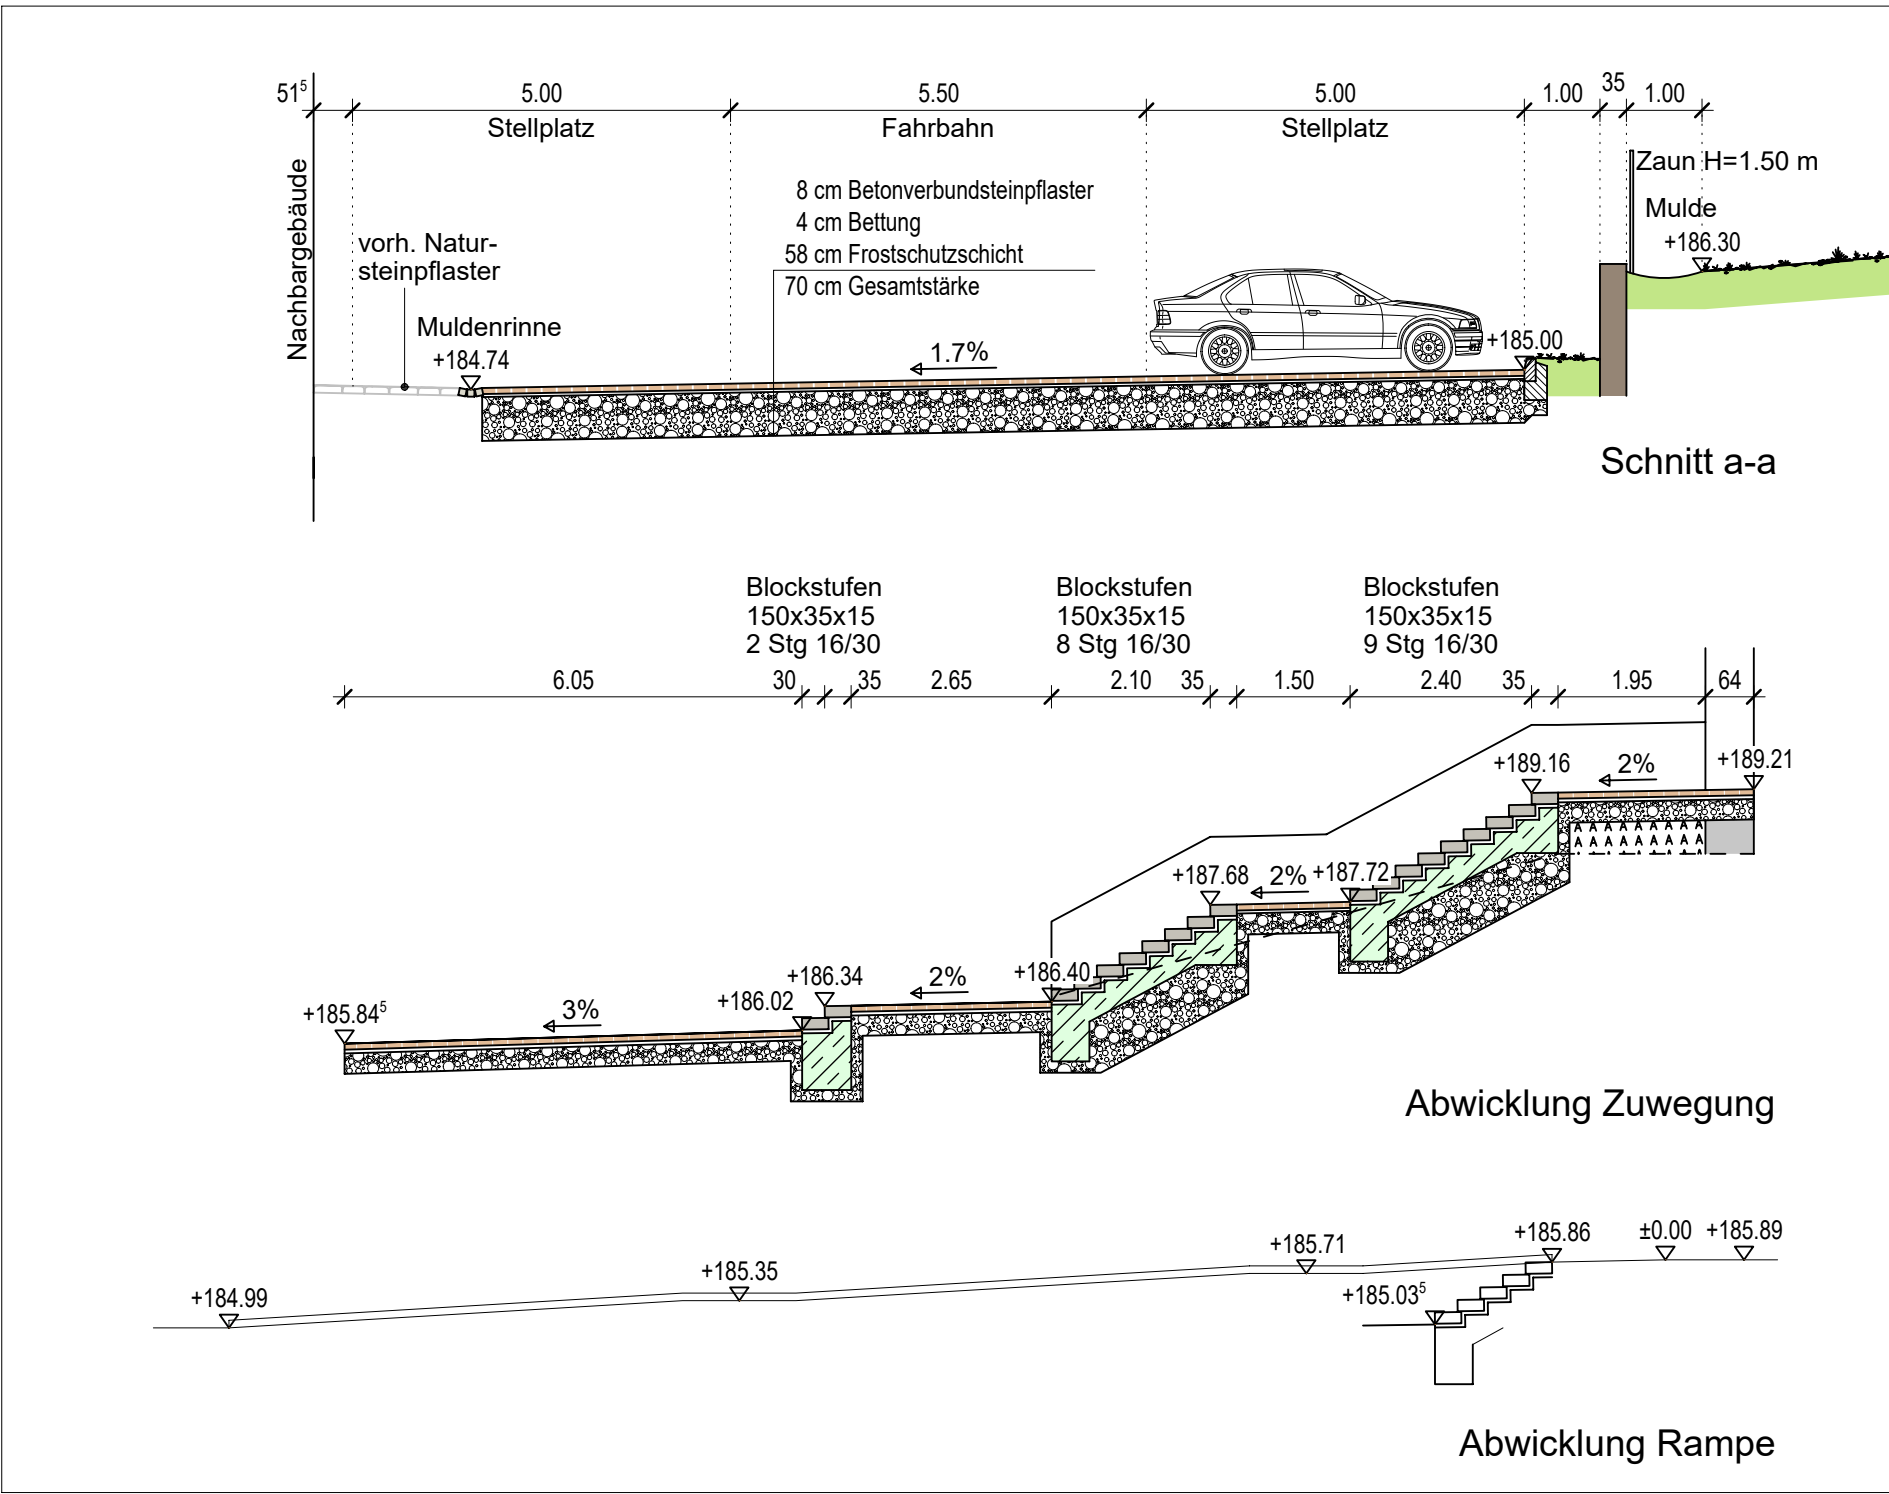 51⁵ 5.00 5.50 5.00 1.00 35 1.00
Stellplatz Fahrbahn Stellplatz
Nachbargebäude
Zaun H=1.50 m
8 cm Betonverbundsteinpflaster
4 cm Bettung
58 cm Frostschutzschicht
70 cm Gesamtstärke
Mulde
+186.30
vorh. Natur-
steinpflaster
Muldenrinne
+184.74
1.7%
+185.00
Schnitt a-a
Blockstufen
150x35x15
2 Stg 16/30
Blockstufen
150x35x15
8 Stg 16/30
Blockstufen
150x35x15
9 Stg 16/30
6.05 30 35 2.65 2.10 35 1.50 2.40 35 1.95 64
+189.16 2% +189.21
+187.68 2% +187.72
+186.34 2% +186.40
+185.84⁵ 3% +186.02
Abwicklung Zuwegung
+184.99 +185.35 +185.71 +185.86 ±0.00 +185.89
+185.03⁵
Abwicklung Rampe